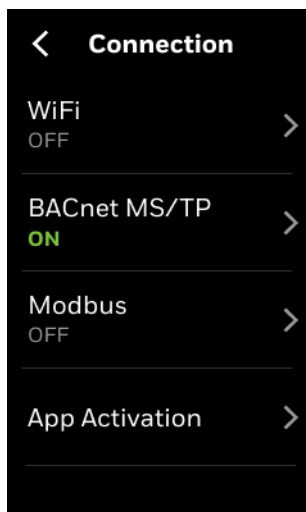 Connection
WiFi
OFF
BACnet MS/TP
ON
Modbus
OFF
App Activation